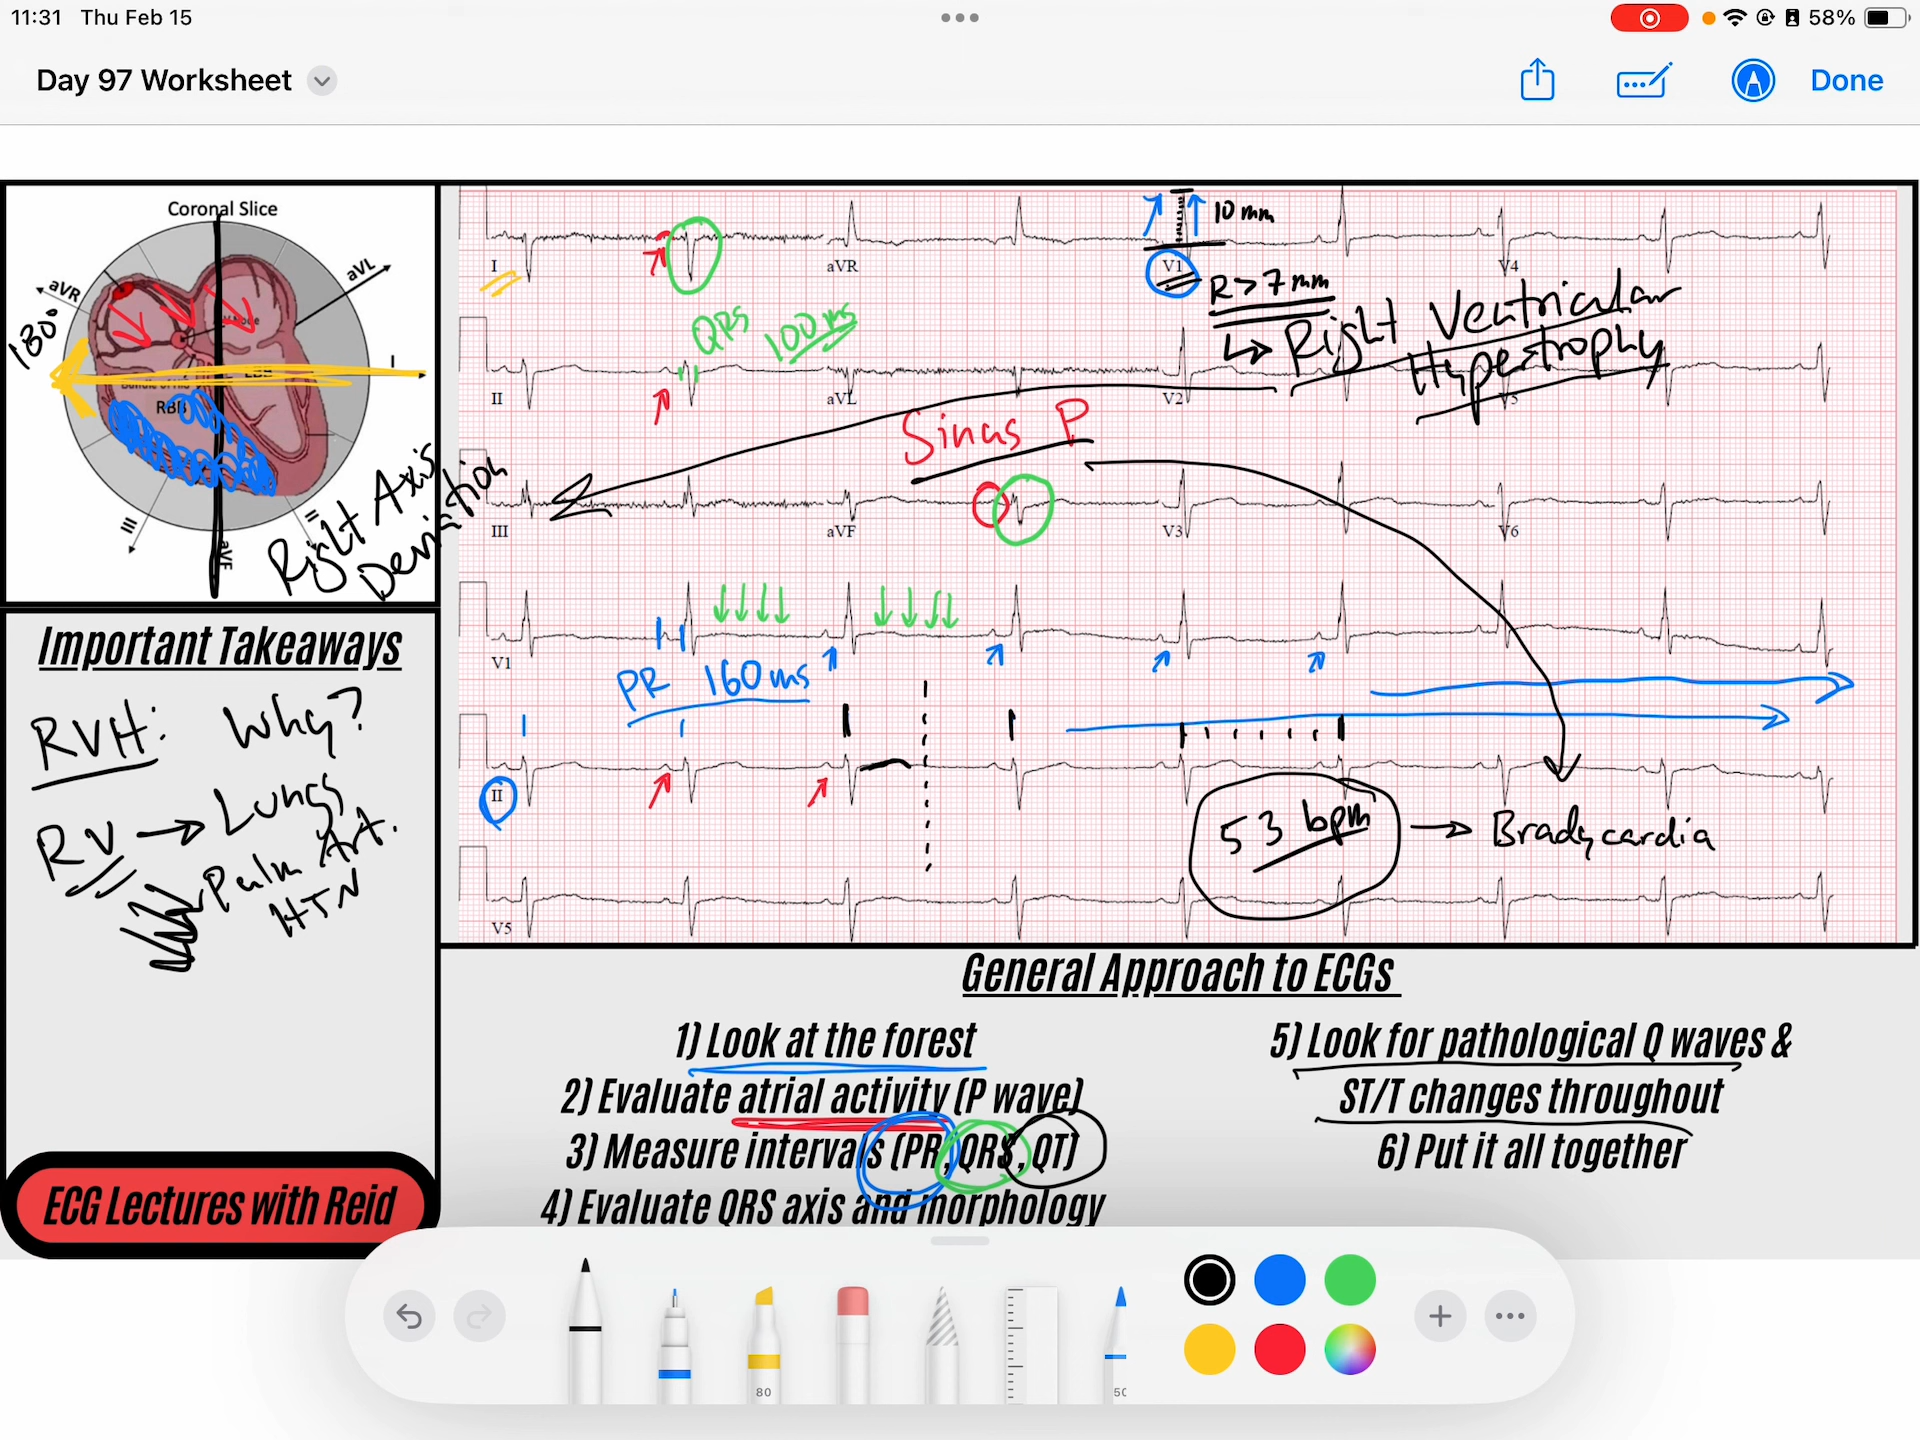 11:31 Thu Feb 15
58%
Day 97 Worksheet
Done
Coronal Slice
aVR
aVL
180°
I
RBB
III
aVF
II
Right Axis
Deviation
I
aVR
V1
V4
10 mm
R > 7 mm
↳ Right Ventricular
Hypertrophy
QRS 100 ms
II
aVL
V2
V5
Sinus P
III
aVF
V3
V6
V1
PR 160 ms
II
53 bpm → Bradycardia
V5
Important Takeaways
RVH: Why?
RV → Lungs
Pulm Art.
HTN
ECG Lectures with Reid
General Approach to ECGs
1) Look at the forest
2) Evaluate atrial activity (P wave)
3) Measure intervals (PR, QRS, QT)
4) Evaluate QRS axis and morphology
5) Look for pathological Q waves &
ST/T changes throughout
6) Put it all together
80
50